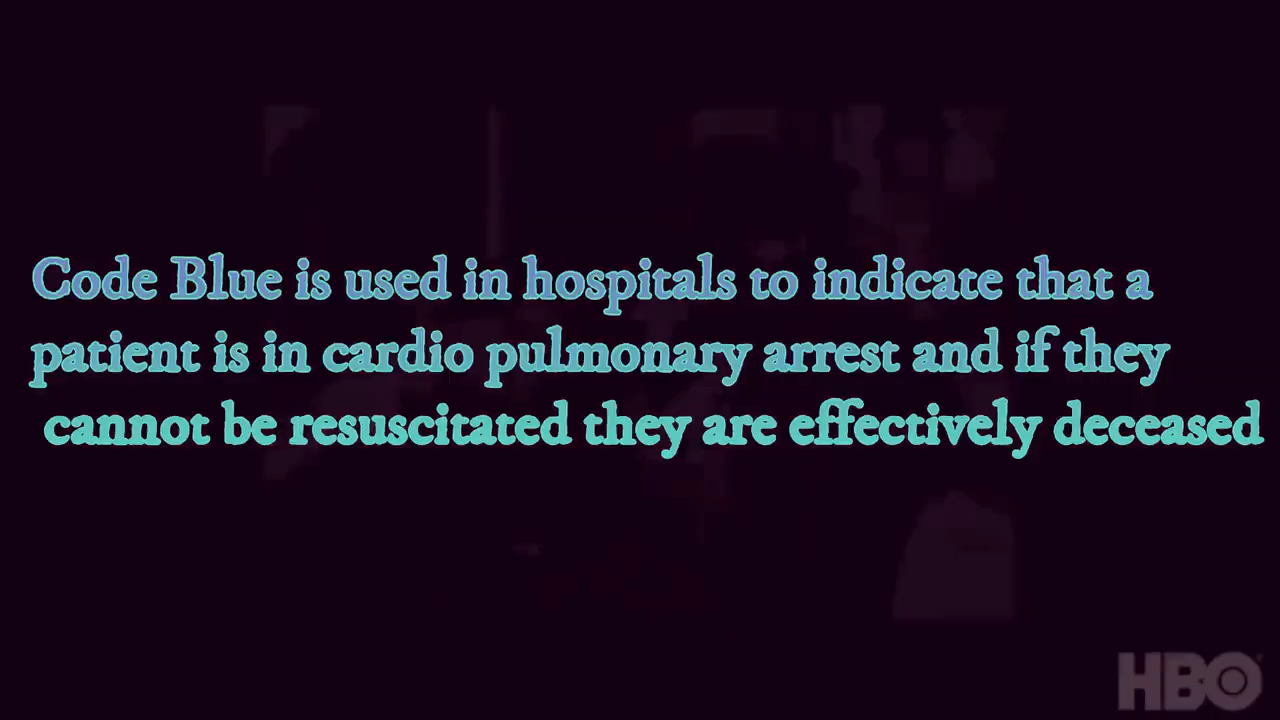 Code Blue is used in hospitals to indicate that a
patient is in cardio pulmonary arrest and if they
cannot be resuscitated they are effectively deceased
HBO